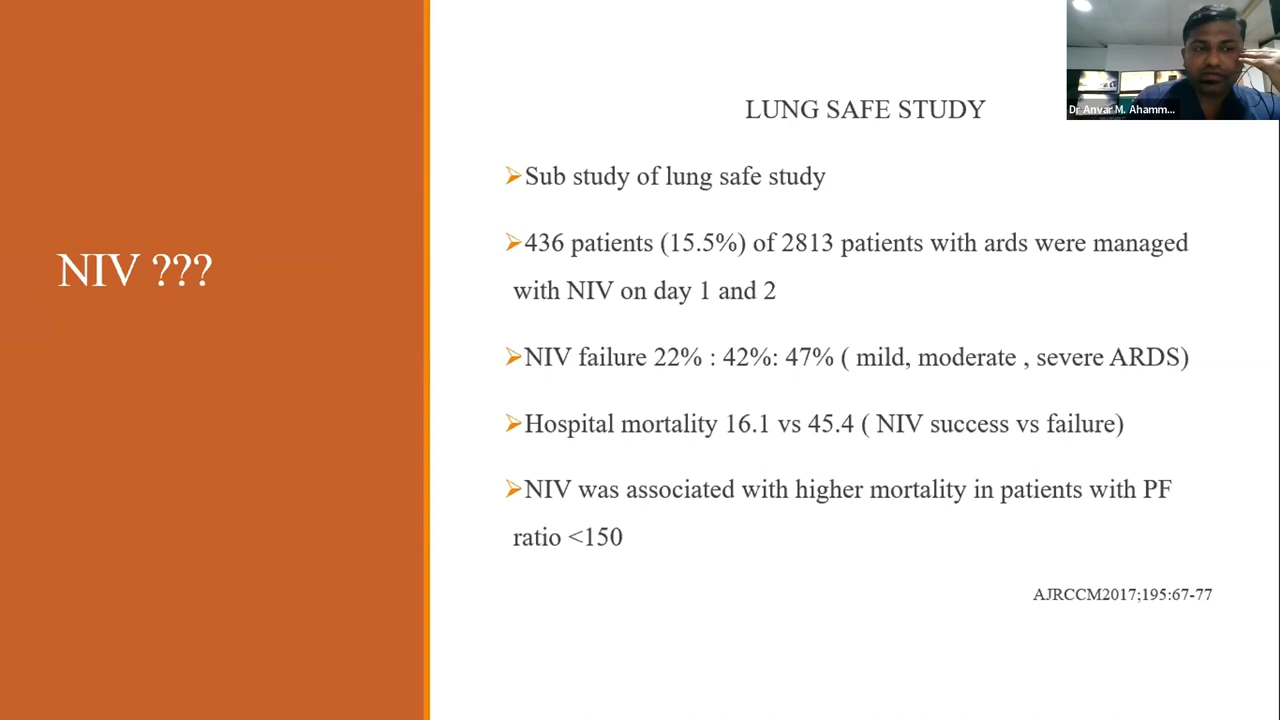 NIV ???
LUNG SAFE STUDY
Sub study of lung safe study
436 patients (15.5%) of 2813 patients with ards were managed
with NIV on day 1 and 2
NIV failure 22% : 42%: 47% ( mild, moderate , severe ARDS)
Hospital mortality 16.1 vs 45.4 ( NIV success vs failure)
NIV was associated with higher mortality in patients with PF
ratio <150
AJRCCM2017;195:67-77
Dr Anvar M. Ahamm...